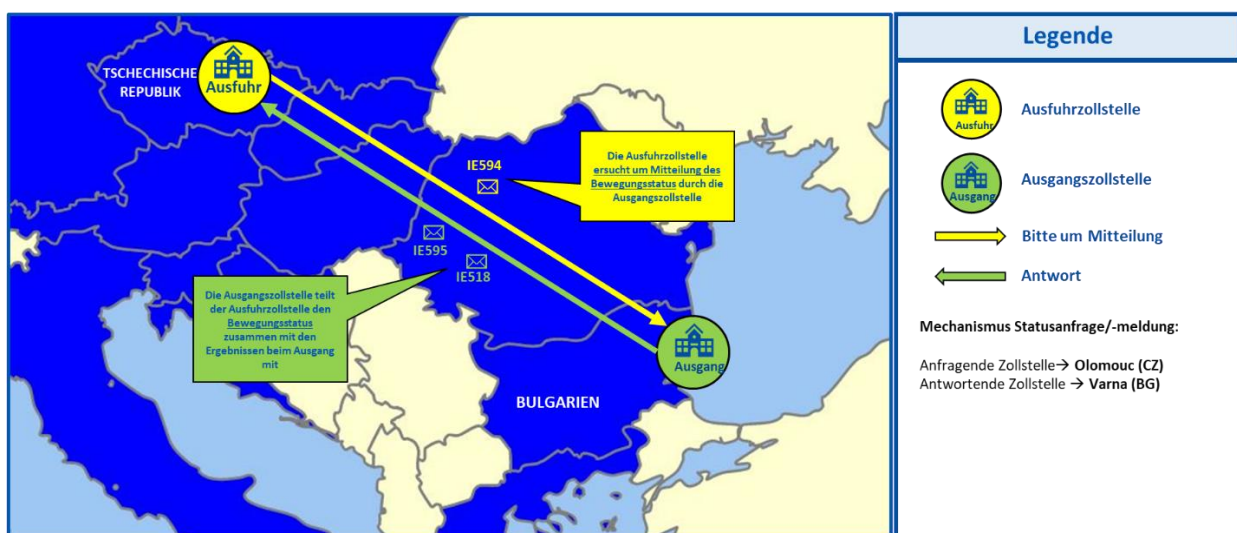 TSCHECHISCHE
REPUBLIK
Ausfuhr
IE594
Die Ausfuhrzollstelle
ersucht um Mitteilung des
Bewegungsstatus durch die
Ausgangszollstelle
IE595
IE518
Die Ausgangszollstelle teilt
der Ausfuhrzollstelle den
Bewegungsstatus
zusammen mit den
Ergebnissen beim Ausgang
mit
Ausgang
BULGARIEN
Legende
Ausfuhr
Ausfuhrzollstelle
Ausgang
Ausgangszollstelle
Bitte um Mitteilung
Antwort
Mechanismus Statusanfrage/-meldung:
Anfragende Zollstelle→ Olomouc (CZ)
Antwortende Zollstelle → Varna (BG)